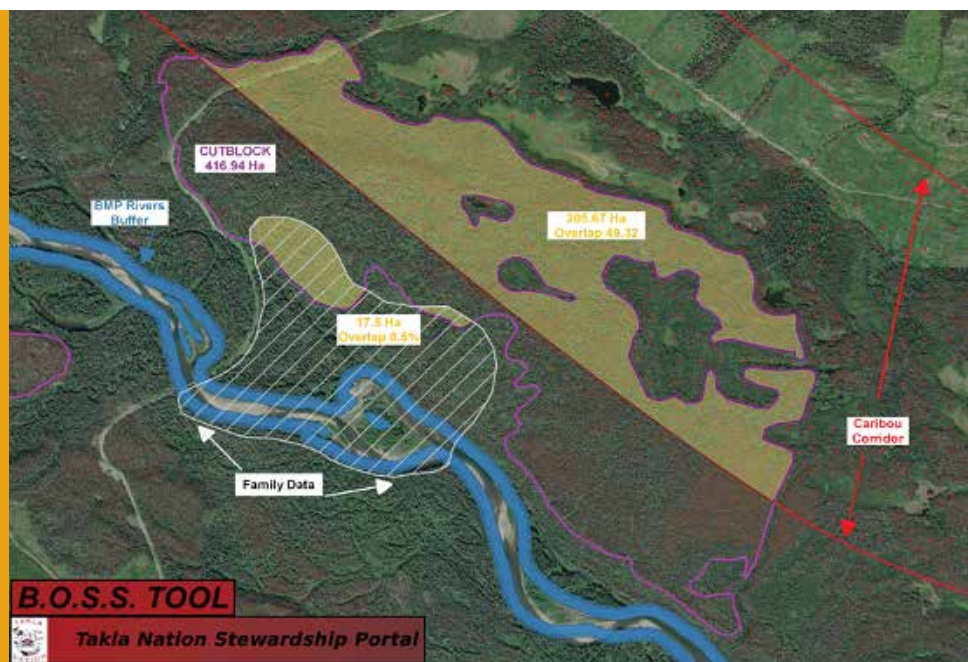 CUTBLOCK
416.94 Ha
BMP Rivers
Buffer
205.67 Ha
Overlap 49.32
17.5 Ha
Overlap 8.5%
Caribou
Corridor
Family Data
B.O.S.S. TOOL
TAKLA
Takla Nation Stewardship Portal